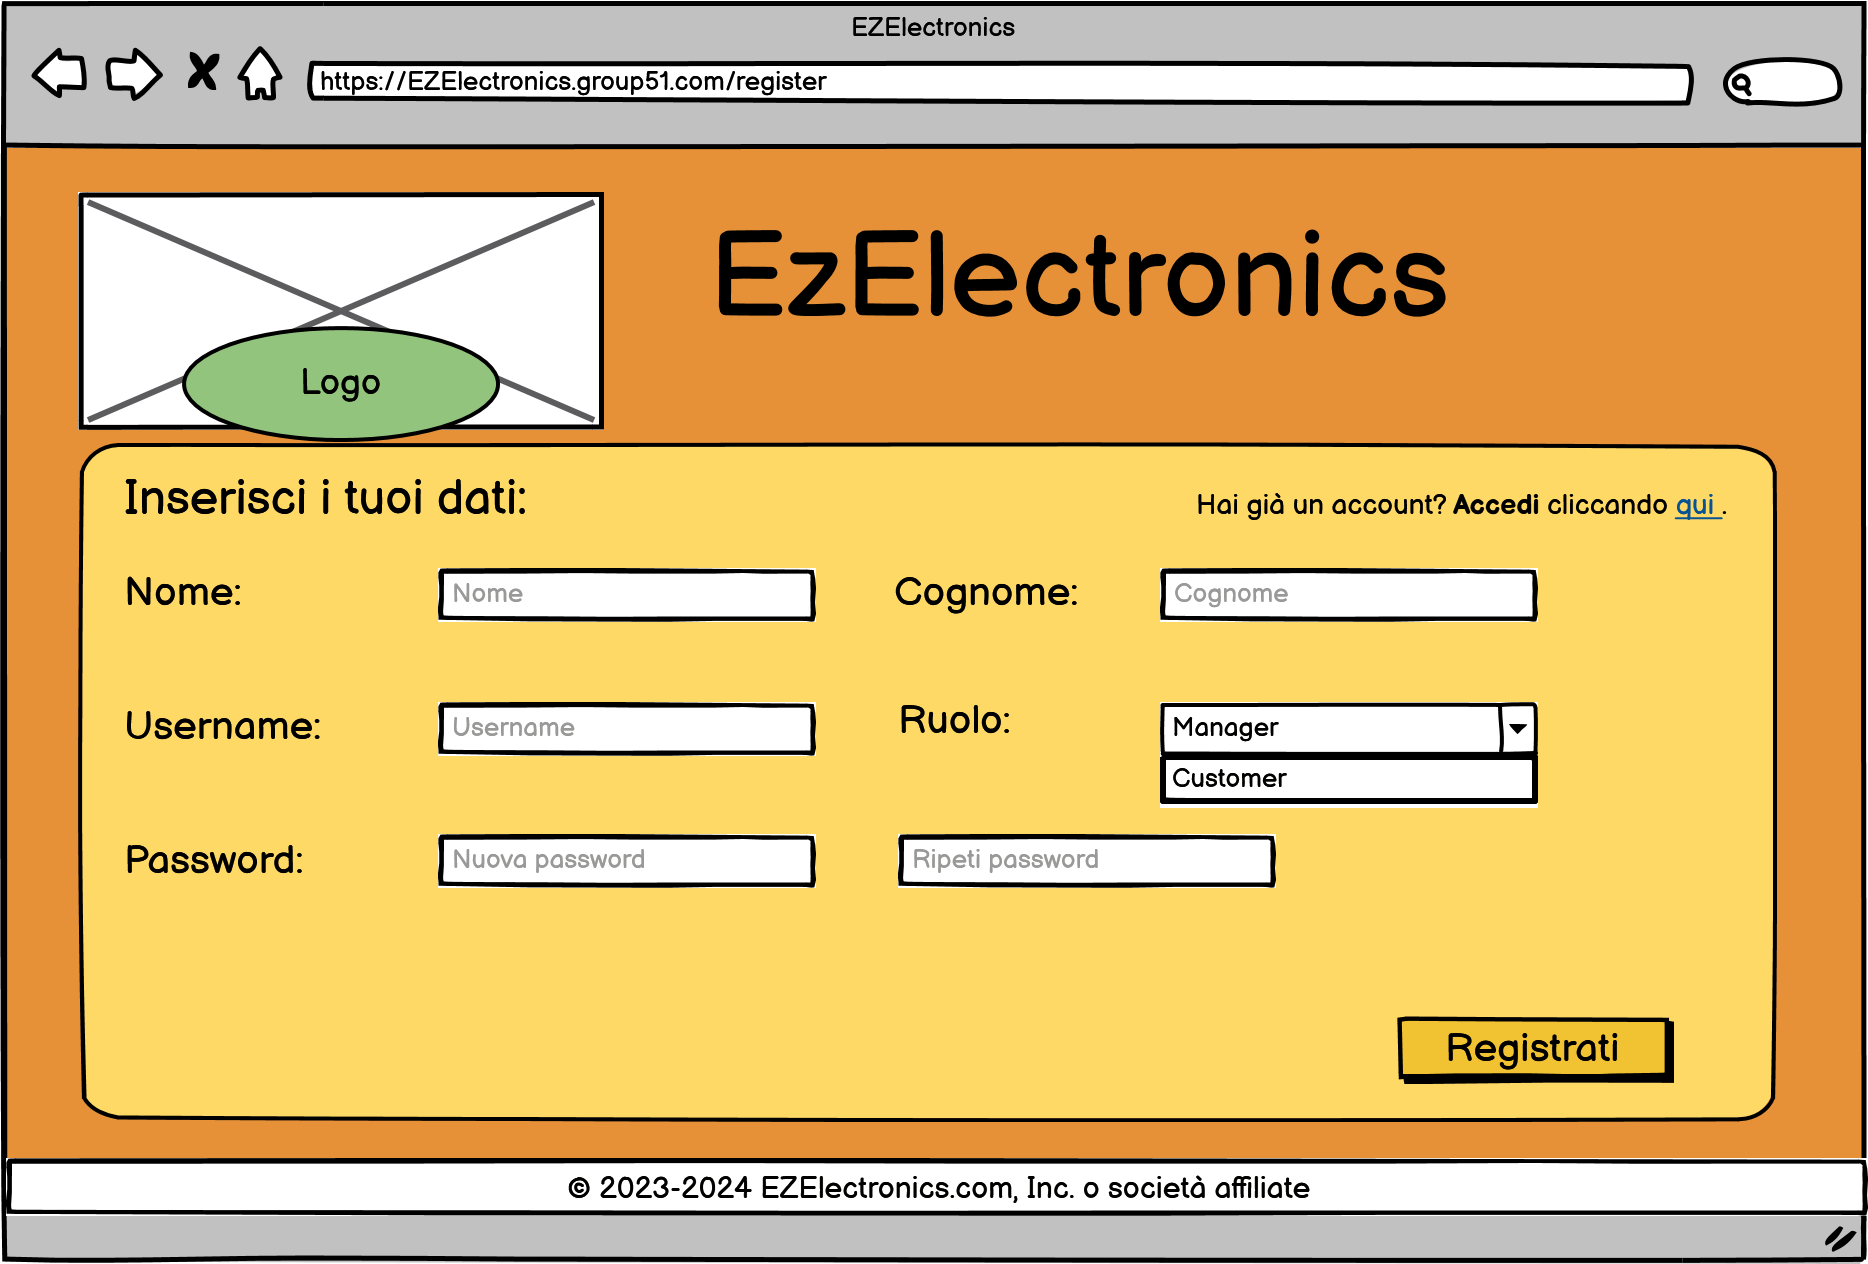 EZElectronics
https://EZElectronics.group51.com/register
EzElectronics
Logo
Inserisci i tuoi dati:
Hai già un account? Accedi cliccando qui .
Nome: Nome Cognome: Cognome
Username: Username Ruolo: Manager
Customer
Password: Nuova password Ripeti password
Registrati
© 2023-2024 EZElectronics.com, Inc. o società affiliate